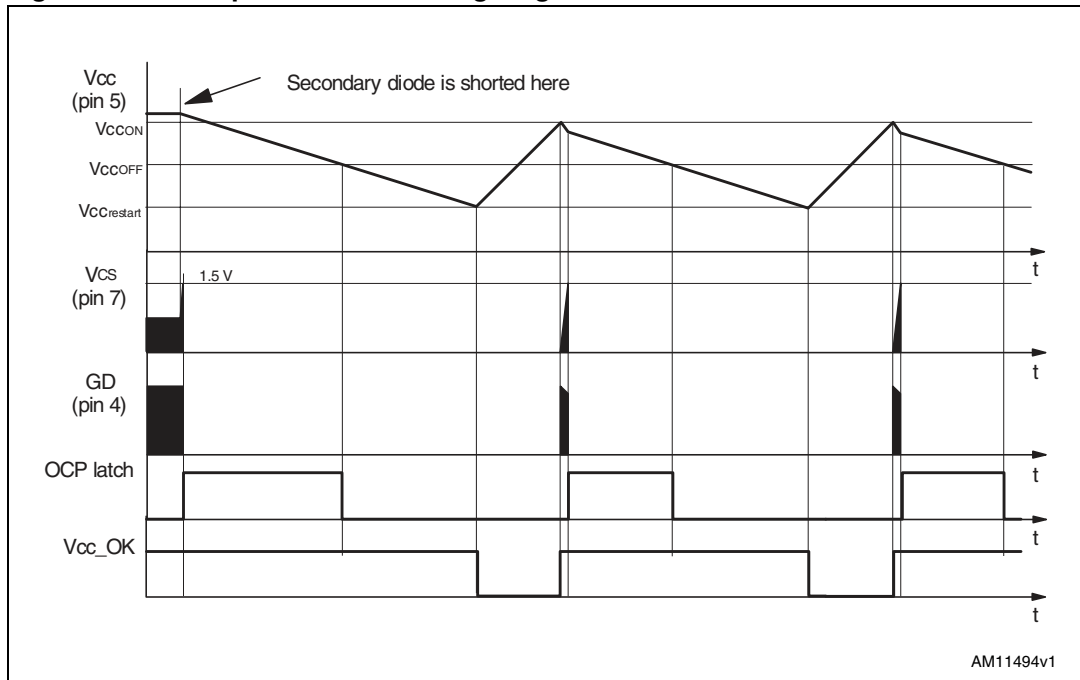 Vcc
(pin 5)
Secondary diode is shorted here
VccON
VccOFF
Vccrestart
t
Vcs
(pin 7)
1.5 V
t
GD
(pin 4)
t
OCP latch
t
Vcc_OK
t
AM11494v1